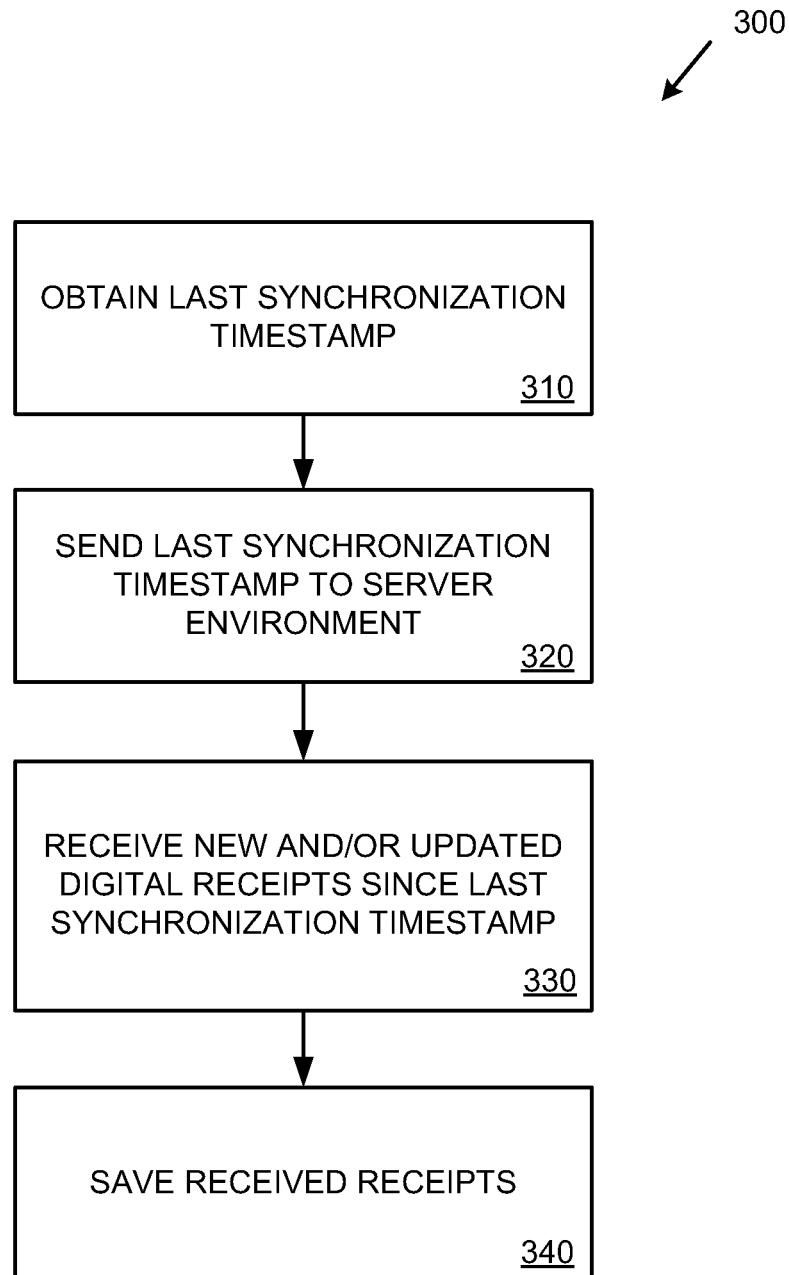 300
OBTAIN LAST SYNCHRONIZATION
TIMESTAMP
310
SEND LAST SYNCHRONIZATION
TIMESTAMP TO SERVER
ENVIRONMENT
320
RECEIVE NEW AND/OR UPDATED
DIGITAL RECEIPTS SINCE LAST
SYNCHRONIZATION TIMESTAMP
330
SAVE RECEIVED RECEIPTS
340